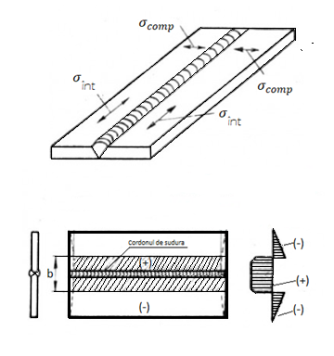 σcomp
σint
σcomp
σint
Cordonul de sudura
(+)
b
(-)
(-)
(+)
(-)